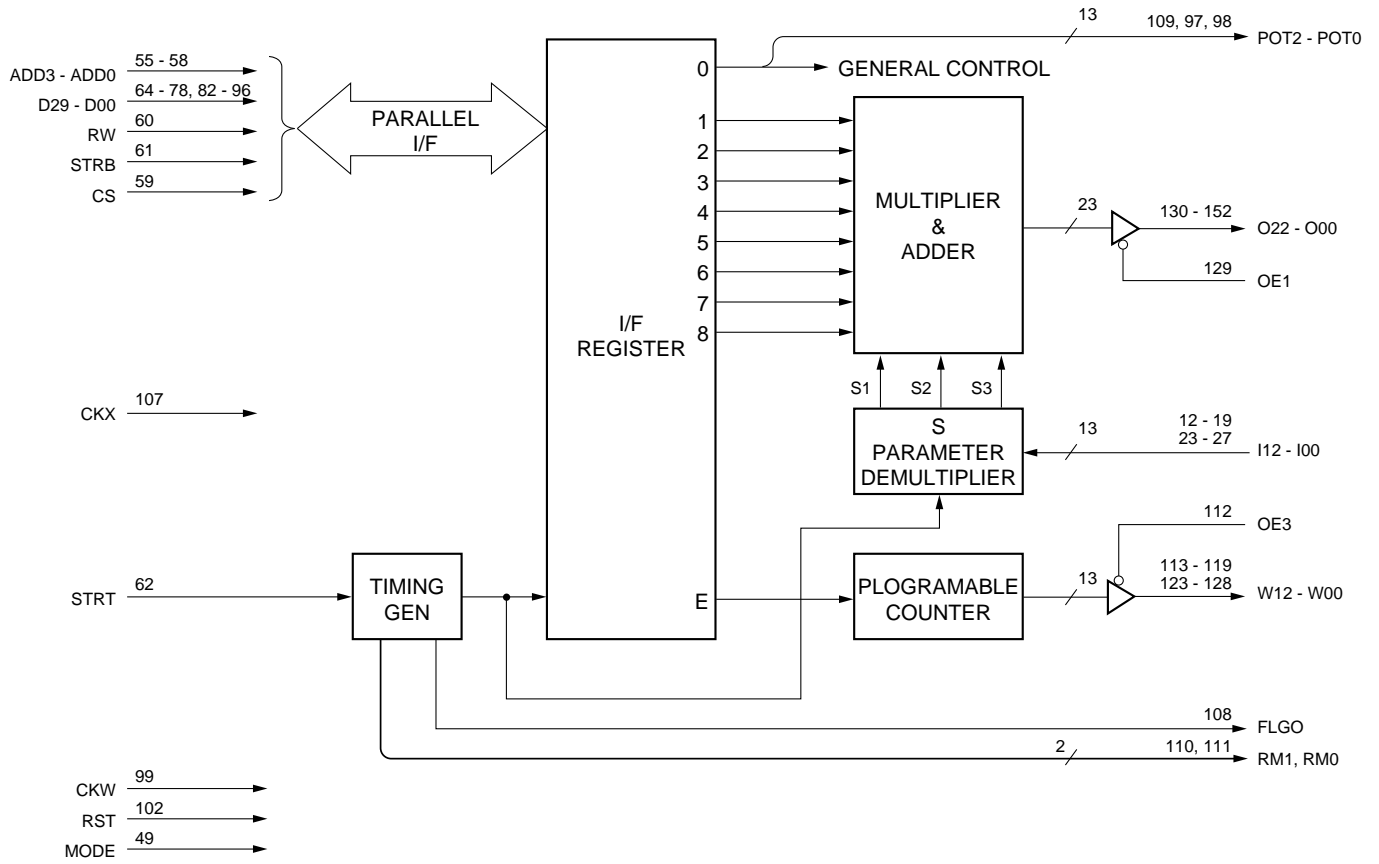 13
109, 97, 98
POT2 - POT0
0
GENERAL CONTROL
55 - 58
ADD3 - ADD0
64 - 78, 82 - 96
D29 - D00
60
RW
61
STRB
59
CS
PARALLEL
I/F
1
2
3
4
5
6
7
8
I/F
REGISTER
MULTIPLIER
&
ADDER
23
130 - 152
O22 - O00
129
OE1
S1
S2
S3
107
CKX
S
PARAMETER
DEMULTIPLIER
13
12 - 19
23 - 27
I12 - I00
112
OE3
62
STRT
TIMING
GEN
E
PLOGRAMABLE
COUNTER
13
113 - 119
123 - 128
W12 - W00
108
FLGO
2
110, 111
RM1, RM0
99
CKW
102
RST
49
MODE